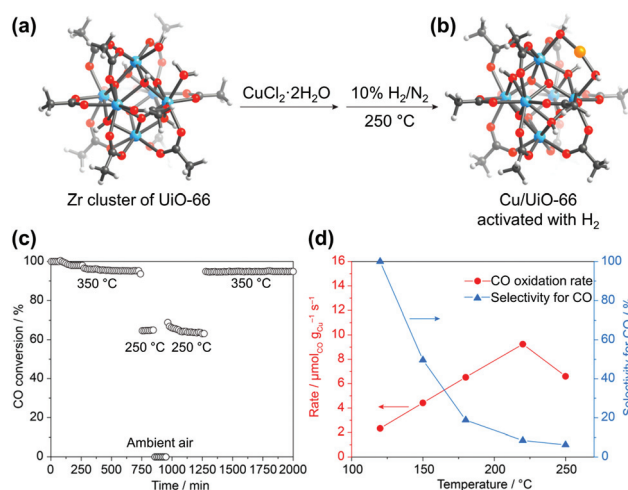 (a)
(b)
CuCl2·2H2O
10% H2/N2
250 °C
Zr cluster of UiO-66
Cu/UiO-66
activated with H2
(c)
100
80
60
40
20
0
CO conversion / %
350 °C
350 °C
250 °C
250 °C
Ambient air
0
250
500
750
1000
1250
1500
1750
2000
Time / min
(d)
16
14
12
10
8
6
4
2
Rate / μmolCO gCu−1 s−1
CO oxidation rate
Selectivity for CO
100
80
60
40
20
0
Selectivity for CO / %
100
150
200
250
Temperature / °C